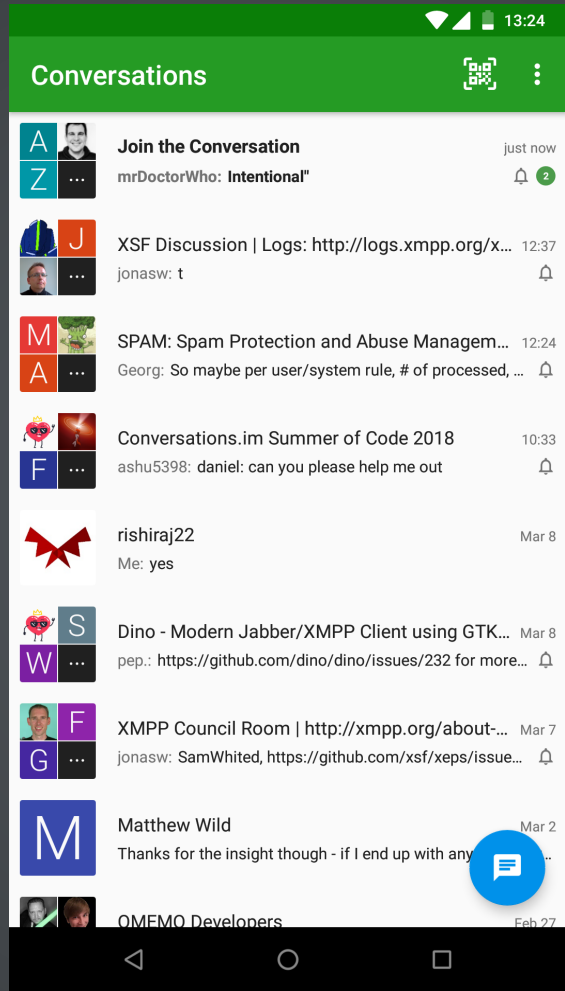 13:24
Conversations
A
Z
...
Join the Conversation
just now
mrDoctorWho: Intentional"
2
J
...
XSF Discussion | Logs: http://logs.xmpp.org/x...
12:37
jonasw: t
M
A
...
SPAM: Spam Protection and Abuse Managem...
12:24
Georg: So maybe per user/system rule, # of processed, ...
F
...
Conversations.im Summer of Code 2018
10:33
ashu5398: daniel: can you please help me out
rishiraj22
Mar 8
Me: yes
S
W
...
Dino - Modern Jabber/XMPP Client using GTK...
Mar 8
pep.: https://github.com/dino/dino/issues/232 for more...
F
G
...
XMPP Council Room | http://xmpp.org/about-...
Mar 7
jonasw: SamWhited, https://github.com/xsf/xeps/issue...
M
Matthew Wild
Mar 2
Thanks for the insight though - if I end up with any
OMEMO Developers
Feb 27